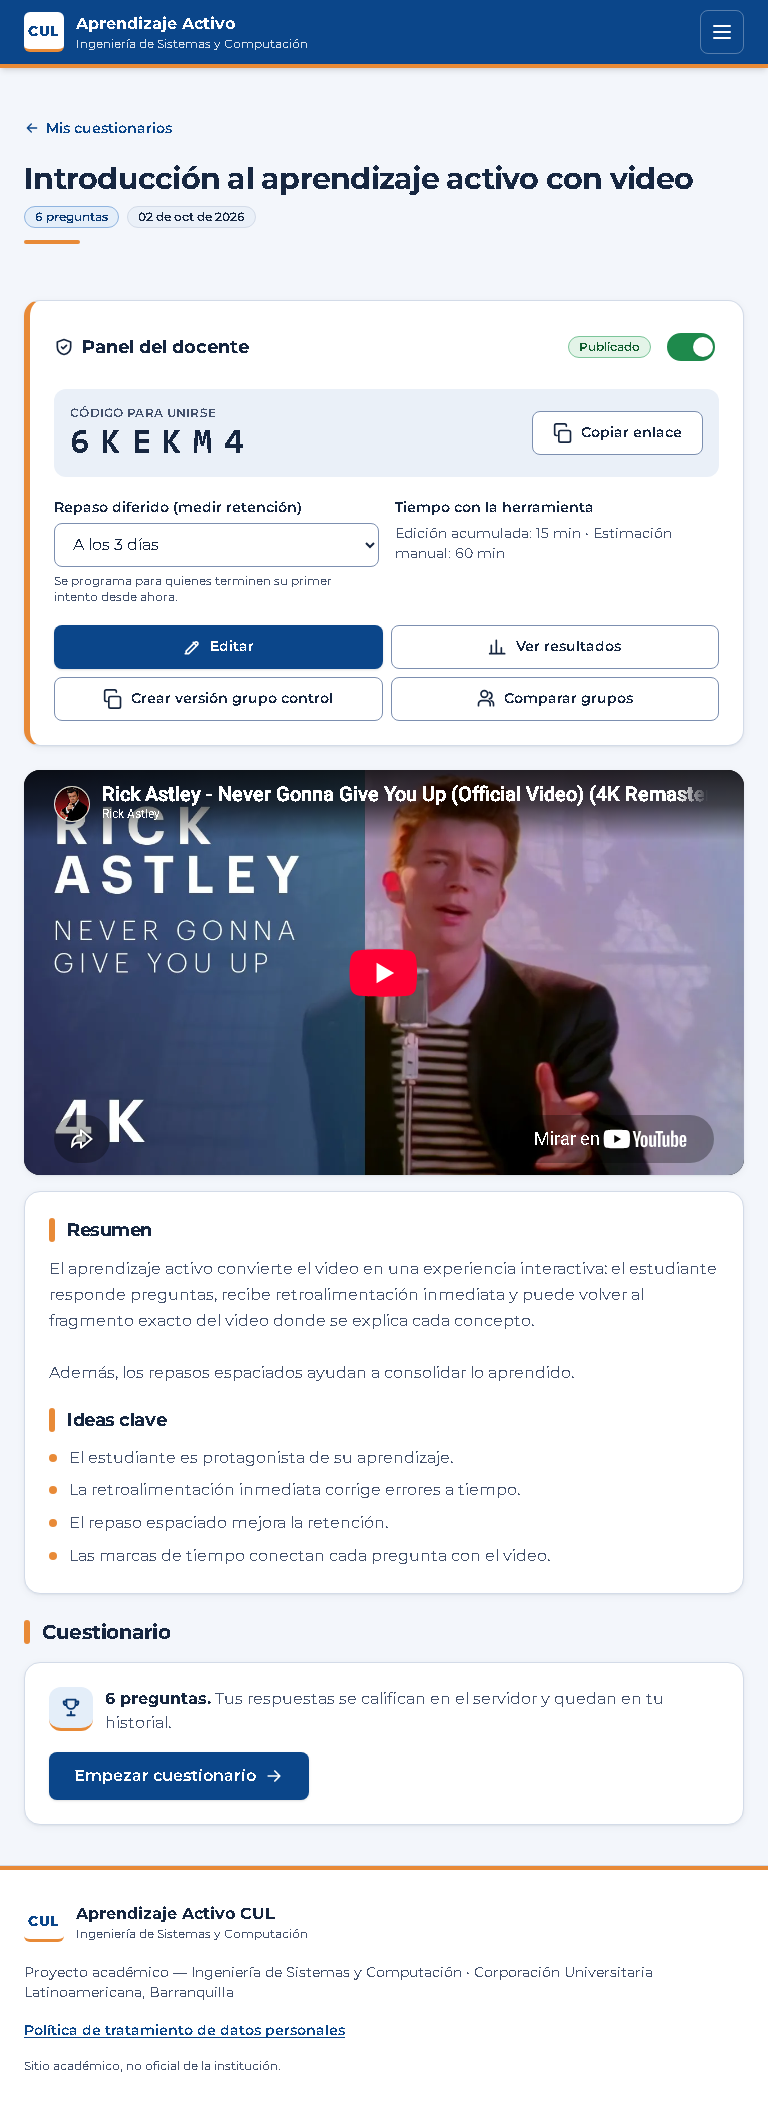 CUL
Aprendizaje Activo
Ingeniería de Sistemas y Computación
← Mis cuestionarios
Introducción al aprendizaje activo con video
6 preguntas
02 de oct de 2026
Panel del docente
Publicado
CÓDIGO PARA UNIRSE
6KEKM4
Copiar enlace
Repaso diferido (medir retención)
A los 3 días
Se programa para quienes terminen su primer
intento desde ahora.
Tiempo con la herramienta
Edición acumulada: 15 min · Estimación
manual: 60 min
Editar
Ver resultados
Crear versión grupo control
Comparar grupos
Rick Astley - Never Gonna Give You Up (Official Video) (4K Remaste
Rick Astley
RICK
ASTLEY
NEVER GONNA
GIVE YOU UP
4K
Mirar en YouTube
Resumen
El aprendizaje activo convierte el video en una experiencia interactiva: el estudiante
responde preguntas, recibe retroalimentación inmediata y puede volver al
fragmento exacto del video donde se explica cada concepto.
Además, los repasos espaciados ayudan a consolidar lo aprendido.
Ideas clave
El estudiante es protagonista de su aprendizaje.
La retroalimentación inmediata corrige errores a tiempo.
El repaso espaciado mejora la retención.
Las marcas de tiempo conectan cada pregunta con el video.
Cuestionario
6 preguntas. Tus respuestas se califican en el servidor y quedan en tu
historial.
Empezar cuestionario →
CUL
Aprendizaje Activo CUL
Ingeniería de Sistemas y Computación
Proyecto académico — Ingeniería de Sistemas y Computación · Corporación Universitaria
Latinoamericana, Barranquilla
Política de tratamiento de datos personales
Sitio académico, no oficial de la institución.